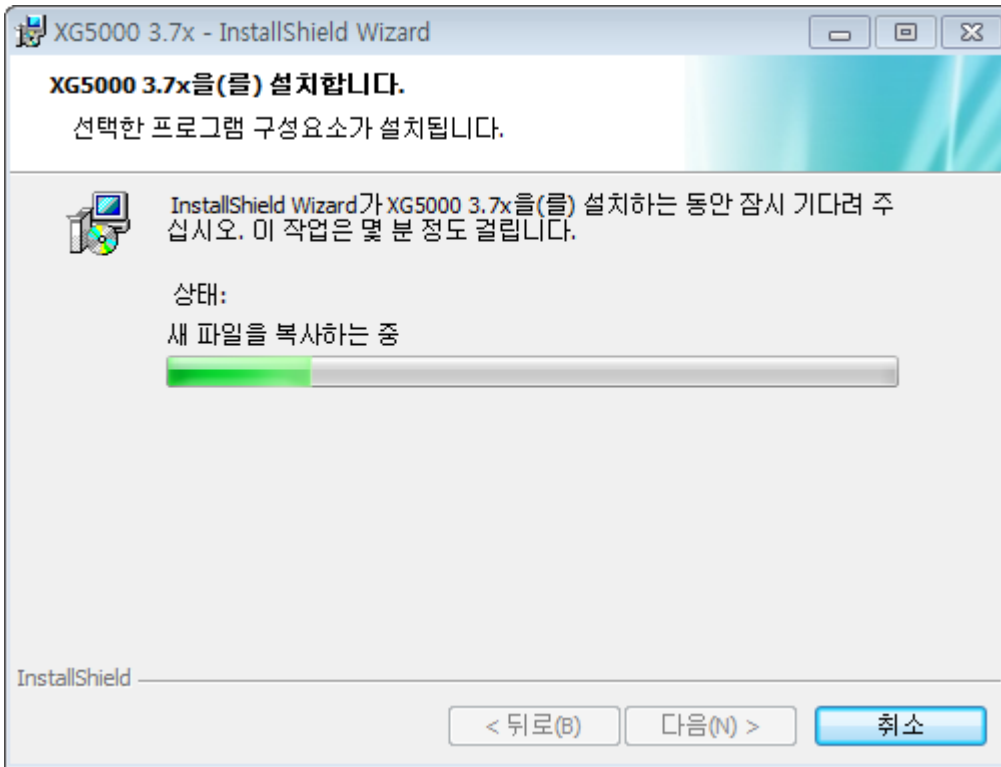 XG5000 3.7x - InstallShield Wizard
XG5000 3.7x을(를) 설치합니다.
선택한 프로그램 구성요소가 설치됩니다.
InstallShield Wizard가 XG5000 3.7x을(를) 설치하는 동안 잠시 기다려 주
십시오. 이 작업은 몇 분 정도 걸립니다.
상태:
새 파일을 복사하는 중
InstallShield
< 뒤로(B) 다음(N) > 취소